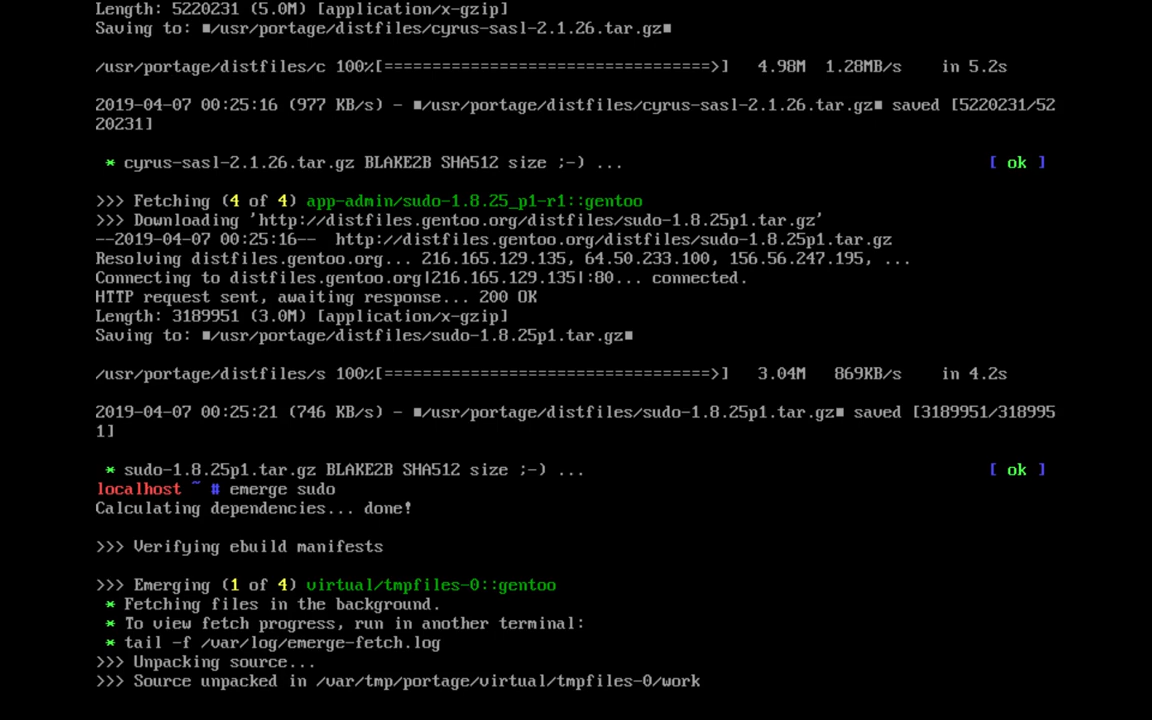 Length: 5220231 (5.0M) [application/x-gzip]
Saving to: ■/usr/portage/distfiles/cyrus-sasl-2.1.26.tar.gz■
/usr/portage/distfiles/c 100%[==================================>]   4.98M  1.28MB/s    in 5.2s
2019-04-07 00:25:16 (977 KB/s) - ■/usr/portage/distfiles/cyrus-sasl-2.1.26.tar.gz■ saved [5220231/52
20231]
* cyrus-sasl-2.1.26.tar.gz BLAKE2B SHA512 size ;-) ... [ ok ]
>>> Fetching (4 of 4) app-admin/sudo-1.8.25_p1-r1::gentoo
>>> Downloading 'http://distfiles.gentoo.org/distfiles/sudo-1.8.25p1.tar.gz'
--2019-04-07 00:25:16--  http://distfiles.gentoo.org/distfiles/sudo-1.8.25p1.tar.gz
Resolving distfiles.gentoo.org... 216.165.129.135, 64.50.233.100, 156.56.247.195, ...
Connecting to distfiles.gentoo.org|216.165.129.135|:80... connected.
HTTP request sent, awaiting response... 200 OK
Length: 3189951 (3.0M) [application/x-gzip]
Saving to: ■/usr/portage/distfiles/sudo-1.8.25p1.tar.gz■
/usr/portage/distfiles/s 100%[==================================>]   3.04M   869KB/s    in 4.2s
2019-04-07 00:25:21 (746 KB/s) - ■/usr/portage/distfiles/sudo-1.8.25p1.tar.gz■ saved [3189951/318995
1]
* sudo-1.8.25p1.tar.gz BLAKE2B SHA512 size ;-) ... [ ok ]
localhost ~ # emerge sudo
Calculating dependencies... done!
>>> Verifying ebuild manifests
>>> Emerging (1 of 4) virtual/tmpfiles-0::gentoo
* Fetching files in the background.
* To view fetch progress, run in another terminal:
* tail -f /var/log/emerge-fetch.log
>>> Unpacking source...
>>> Source unpacked in /var/tmp/portage/virtual/tmpfiles-0/work